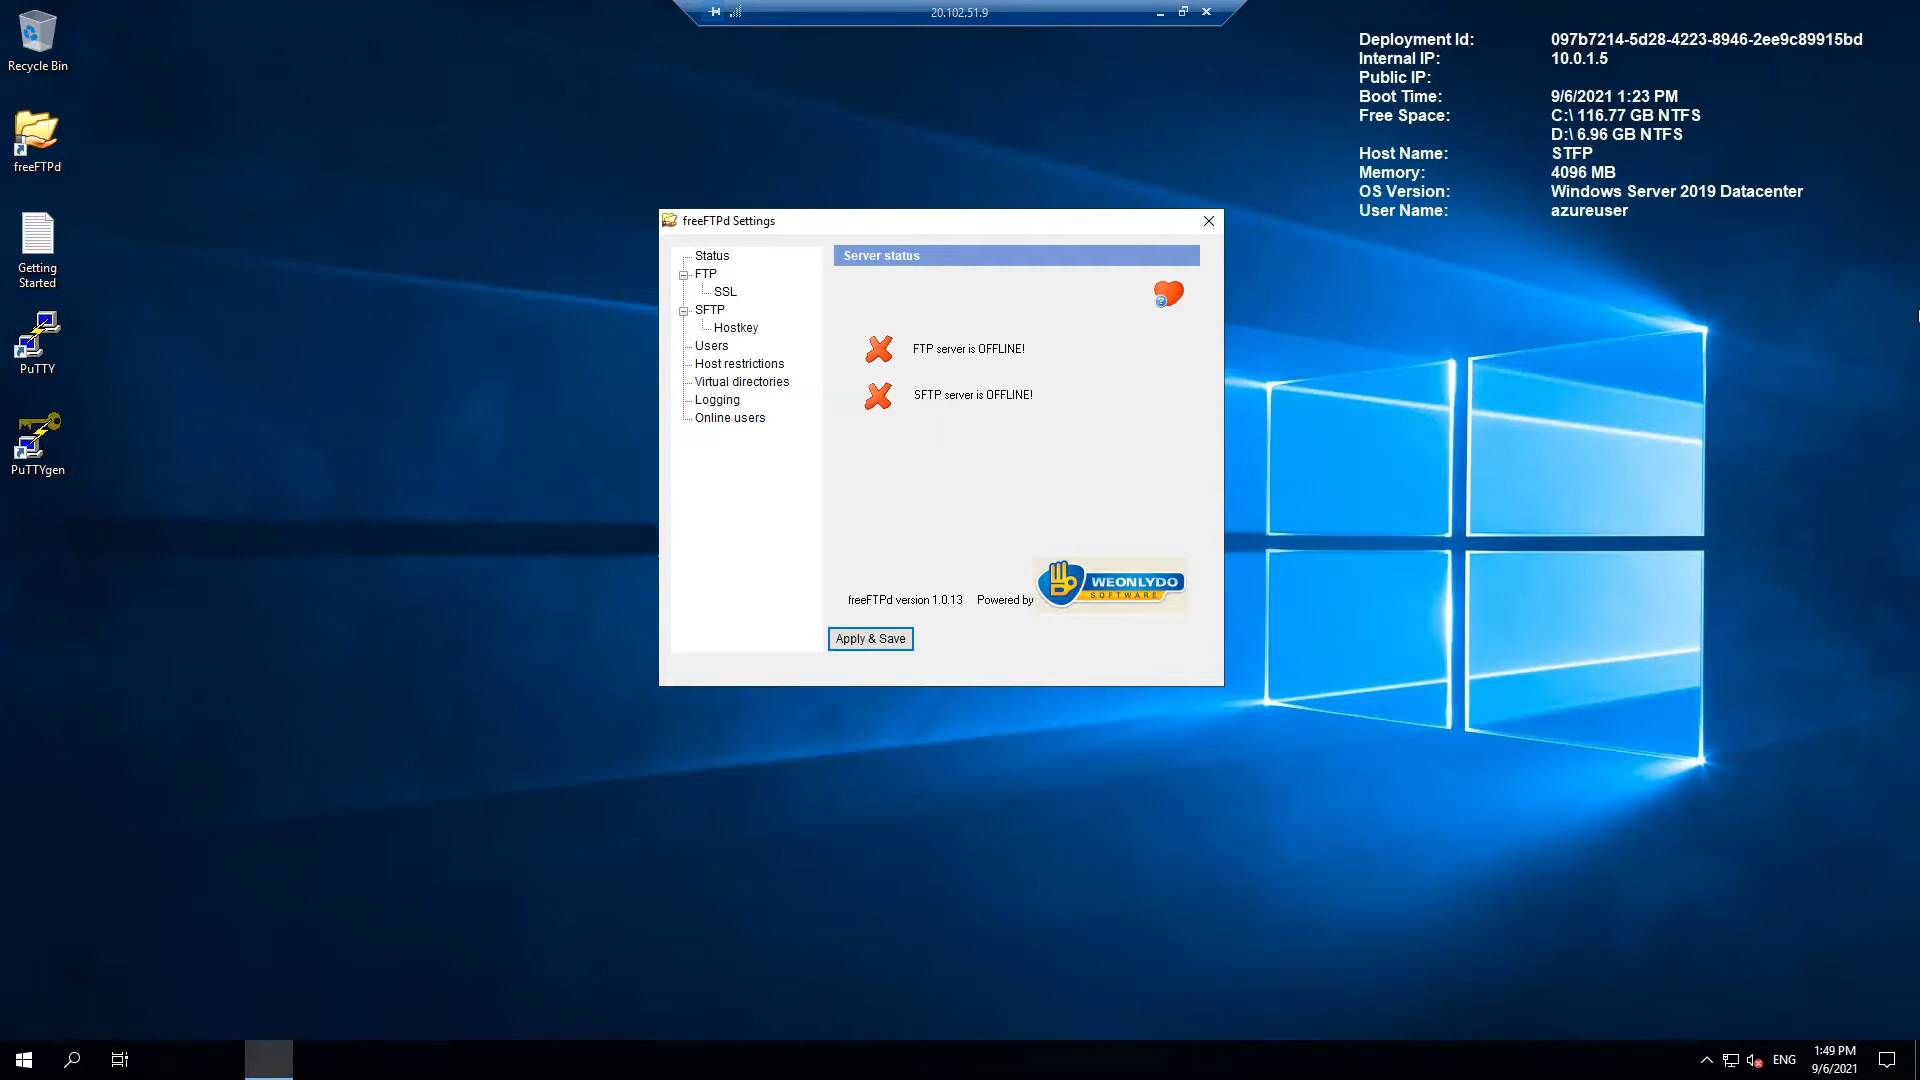 20.102.51.9
Recycle Bin
freeFTPd
Getting
Started
PuTTY
PuTTYgen
Deployment Id: 097b7214-5d28-4223-8946-2ee9c89915bd
Internal IP: 10.0.1.5
Public IP:
Boot Time: 9/6/2021 1:23 PM
Free Space: C:\ 116.77 GB NTFS
D:\ 6.96 GB NTFS
Host Name: STFP
Memory: 4096 MB
OS Version: Windows Server 2019 Datacenter
User Name: azureuser
freeFTPd Settings
Status
FTP
SSL
SFTP
Hostkey
Users
Host restrictions
Virtual directories
Logging
Online users
Server status
FTP server is OFFLINE!
SFTP server is OFFLINE!
freeFTPd version 1.0.13 Powered by
WEONLYDO
SOFTWARE
Apply & Save
ENG
1:49 PM
9/6/2021